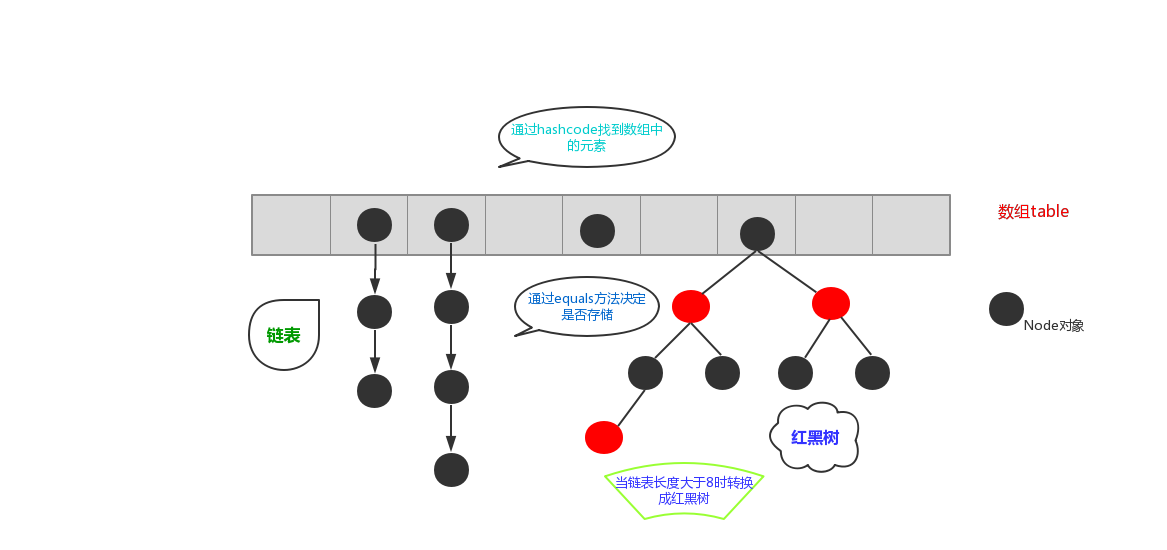 通过hashcode找到数组中
的元素
数组table
通过equals方法决定
是否存储
链表
Node对象
红黑树
当链表长度大于8时转换
成红黑树